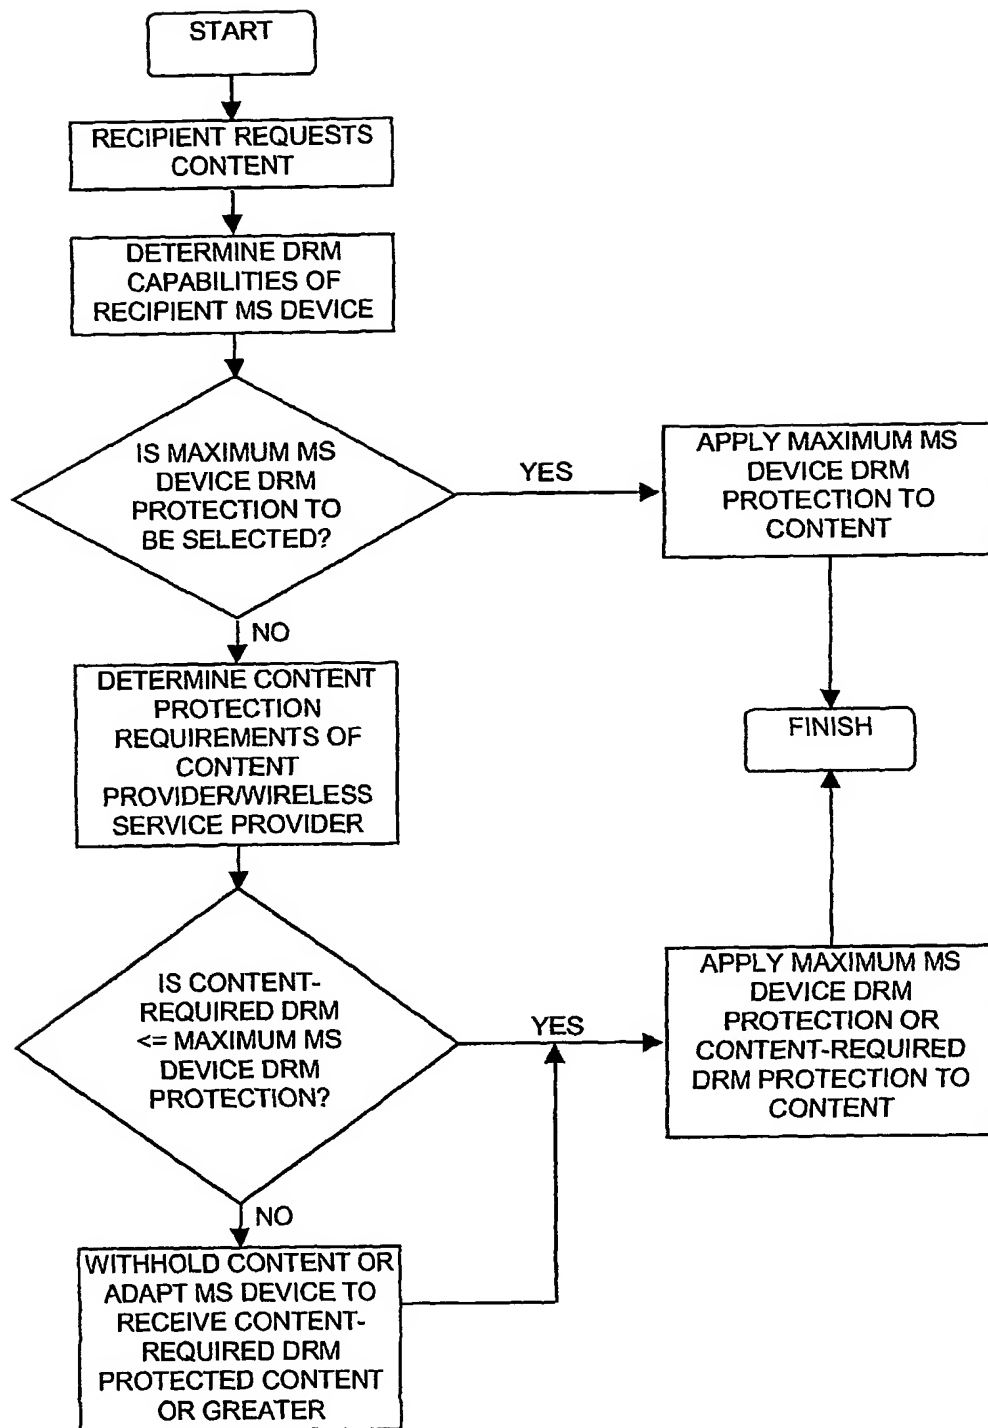 START
RECIPIENT REQUESTS
CONTENT
DETERMINE DRM
CAPABILITIES OF
RECIPIENT MS DEVICE
IS MAXIMUM MS
DEVICE DRM
PROTECTION TO
BE SELECTED?
YES
APPLY MAXIMUM MS
DEVICE DRM
PROTECTION TO
CONTENT
NO
DETERMINE CONTENT
PROTECTION
REQUIREMENTS OF
CONTENT
PROVIDER/WIRELESS
SERVICE PROVIDER
FINISH
IS CONTENT-
REQUIRED DRM
<= MAXIMUM MS
DEVICE DRM
PROTECTION?
YES
APPLY MAXIMUM MS
DEVICE DRM
PROTECTION OR
CONTENT-REQUIRED
DRM PROTECTION TO
CONTENT
NO
WITHHOLD CONTENT OR
ADAPT MS DEVICE TO
RECEIVE CONTENT-
REQUIRED DRM
PROTECTED CONTENT
OR GREATER